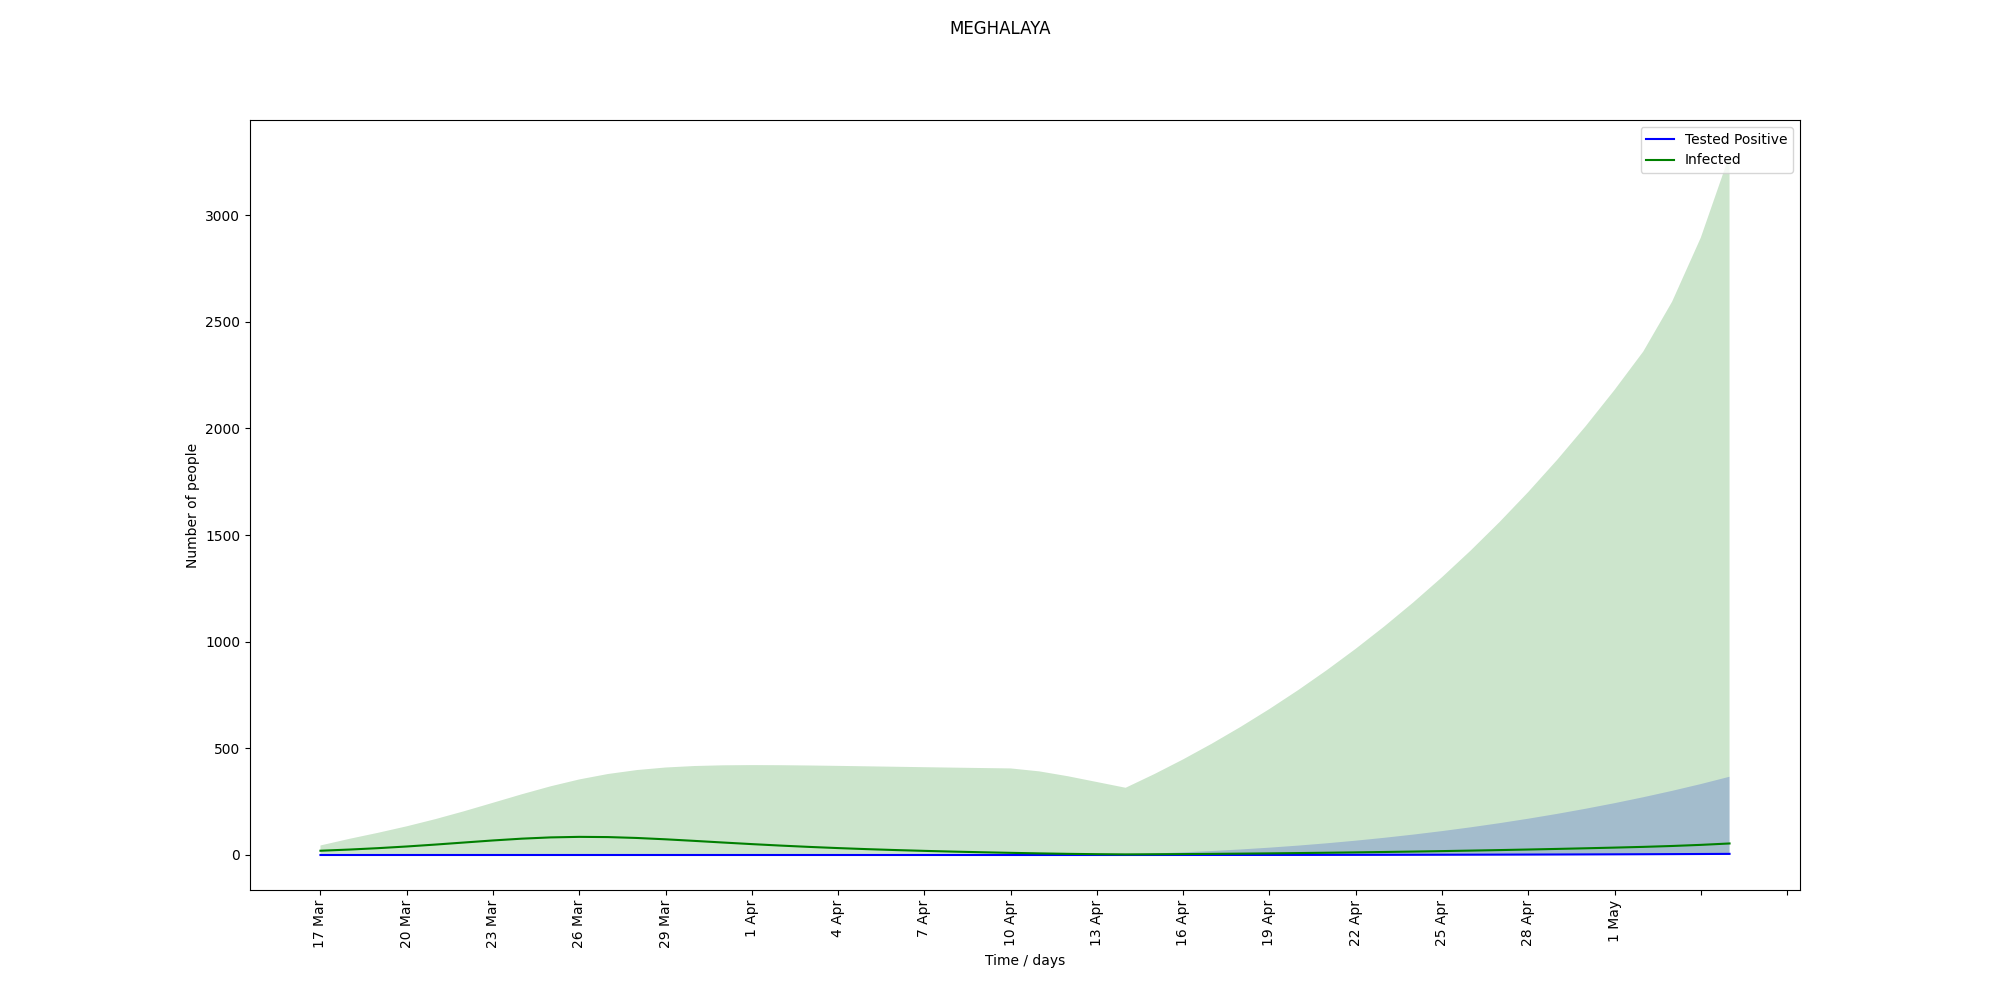 MEGHALAYA
Tested Positive
Infected
3000
2500
2000
1500
1000
500
0
Number of people
17 Mar
20 Mar
23 Mar
26 Mar
29 Mar
1 Apr
4 Apr
7 Apr
10 Apr
13 Apr
16 Apr
19 Apr
22 Apr
25 Apr
28 Apr
1 May
Time / days